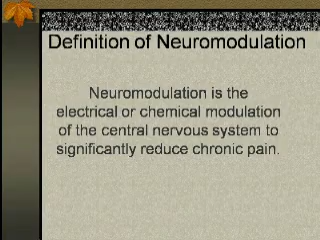 Definition of Neuromodulation
Neuromodulation is the
electrical or chemical modulation
of the central nervous system to
significantly reduce chronic pain.